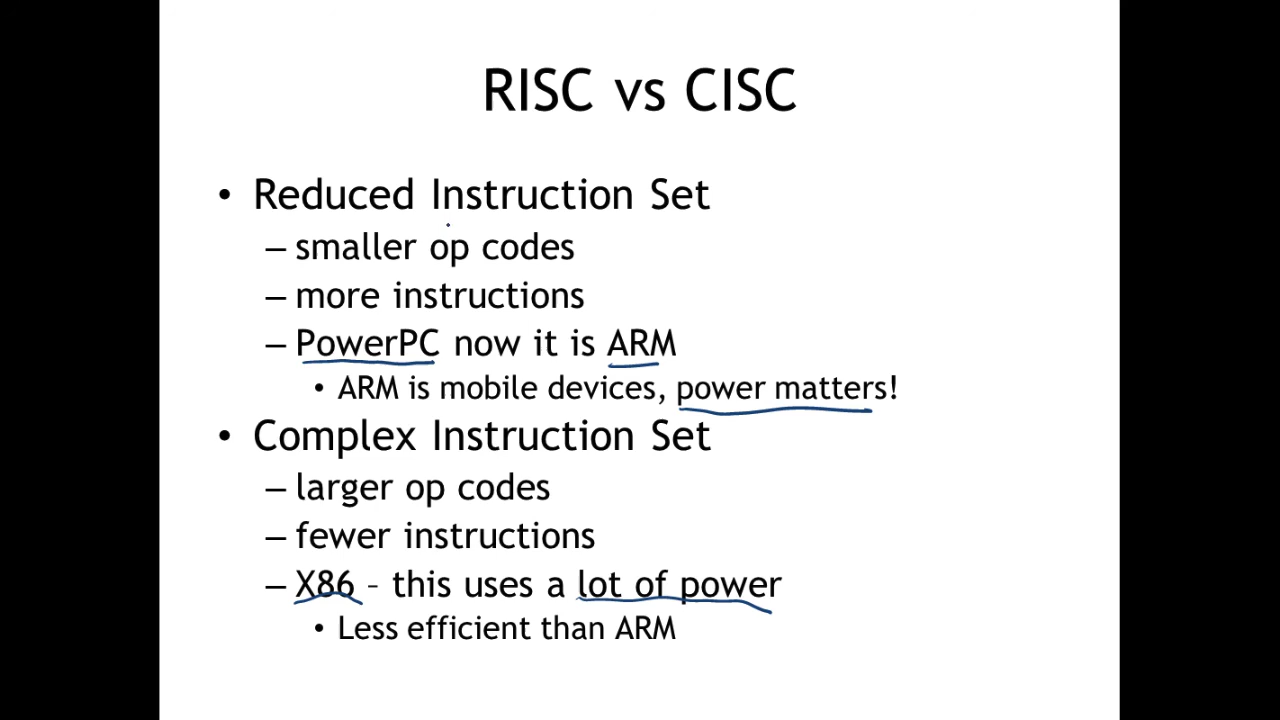 RISC vs CISC
• Reduced Instruction Set
– smaller op codes
– more instructions
– PowerPC now it is ARM
• ARM is mobile devices, power matters!
• Complex Instruction Set
– larger op codes
– fewer instructions
– X86 – this uses a lot of power
• Less efficient than ARM